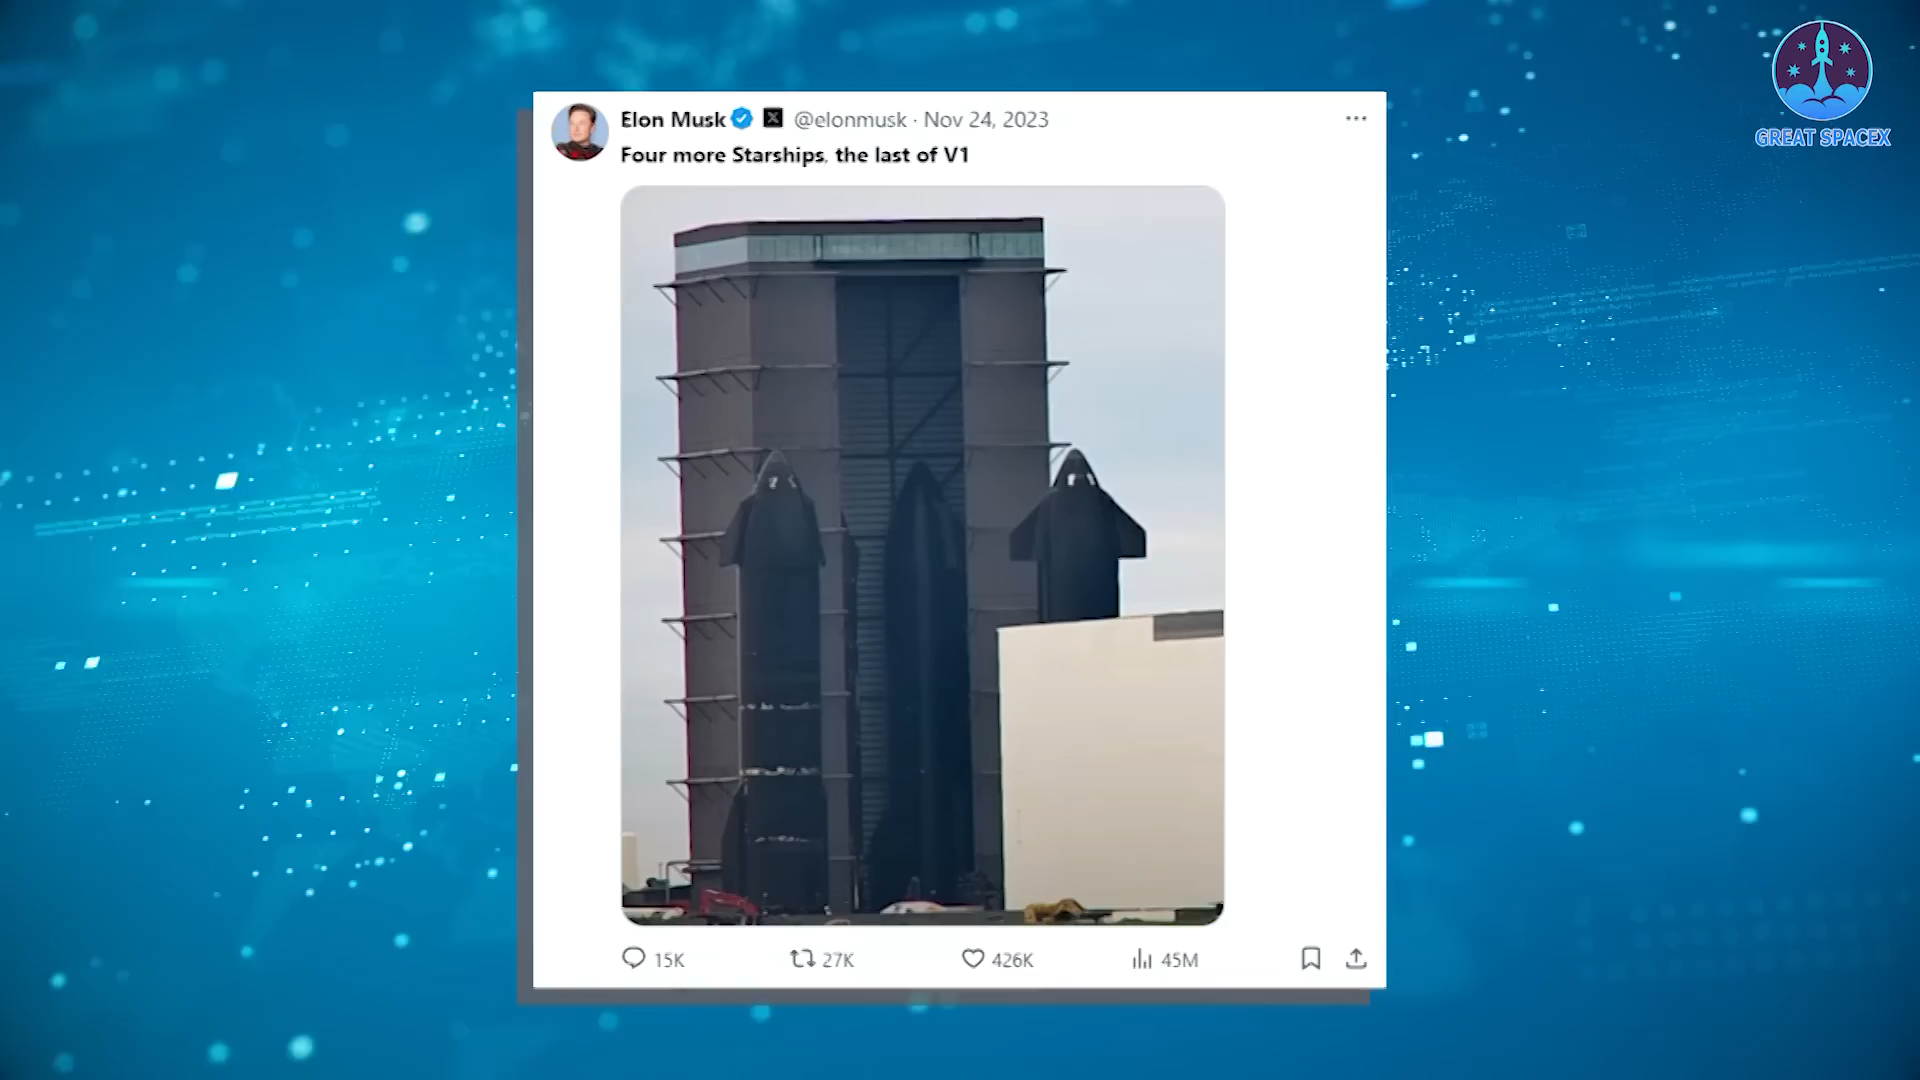 Elon Musk @elonmusk · Nov 24, 2023
Four more Starships, the last of V1
15K 27K 426K 45M
GREAT SPACEX